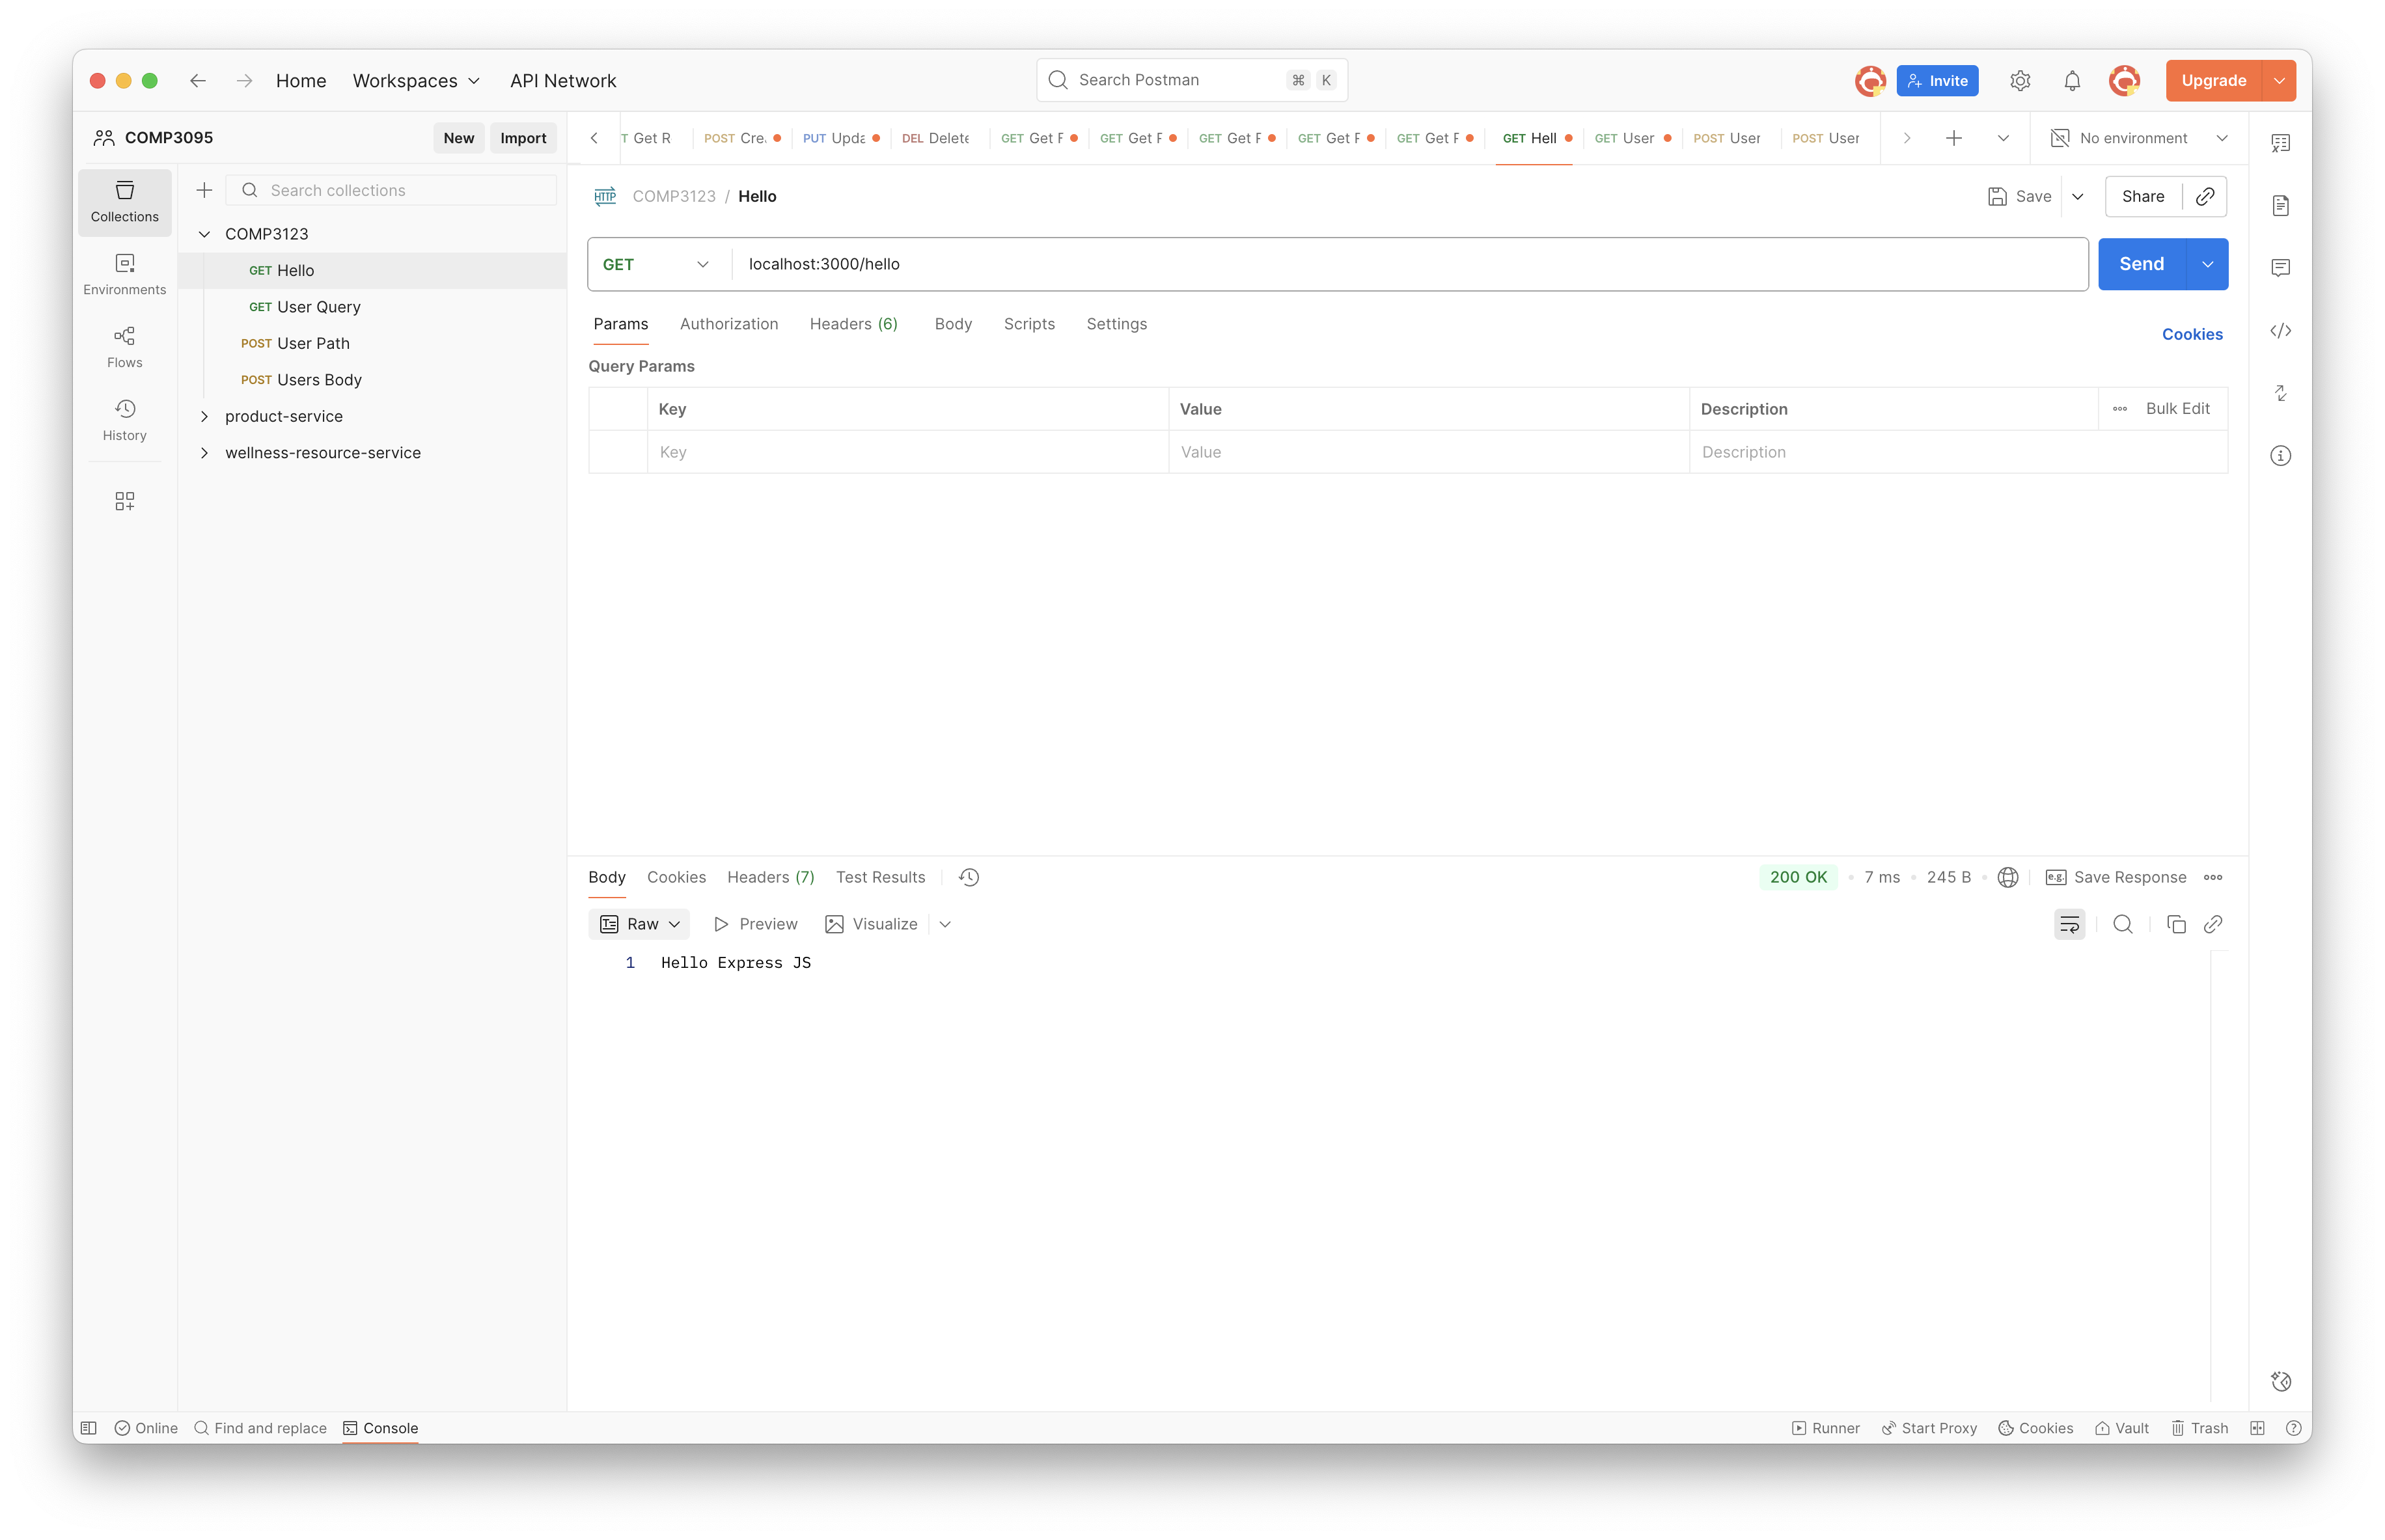 Home Workspaces API Network Search Postman ⌘ K Invite Upgrade
COMP3095 New Import
T Get R POST Cre. PUT Upda DEL Delete GET Get F GET Get F GET Get F GET Get F GET Get F GET Hell GET User POST User POST User No environment
Collections
Environments
Flows
History
Search collections
COMP3123
GET Hello
GET User Query
POST User Path
POST Users Body
product-service
wellness-resource-service
HTTP COMP3123 / Hello Save Share
GET localhost:3000/hello Send
Params Authorization Headers (6) Body Scripts Settings Cookies
Query Params
Key Value Description Bulk Edit
Key Value Description
Body Cookies Headers (7) Test Results 200 OK 7 ms 245 B e.g. Save Response
Raw Preview Visualize
1 Hello Express JS
Online Find and replace Console Runner Start Proxy Cookies Vault Trash